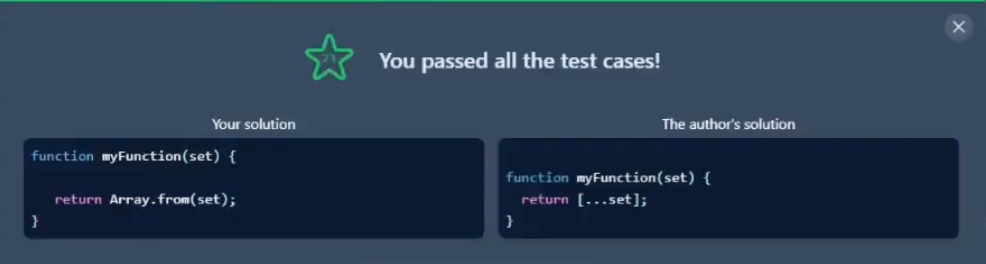 You passed all the test cases!
Your solution
function myFunction(set) {
return Array.from(set);
}
The author's solution
function myFunction(set) {
return [...set];
}